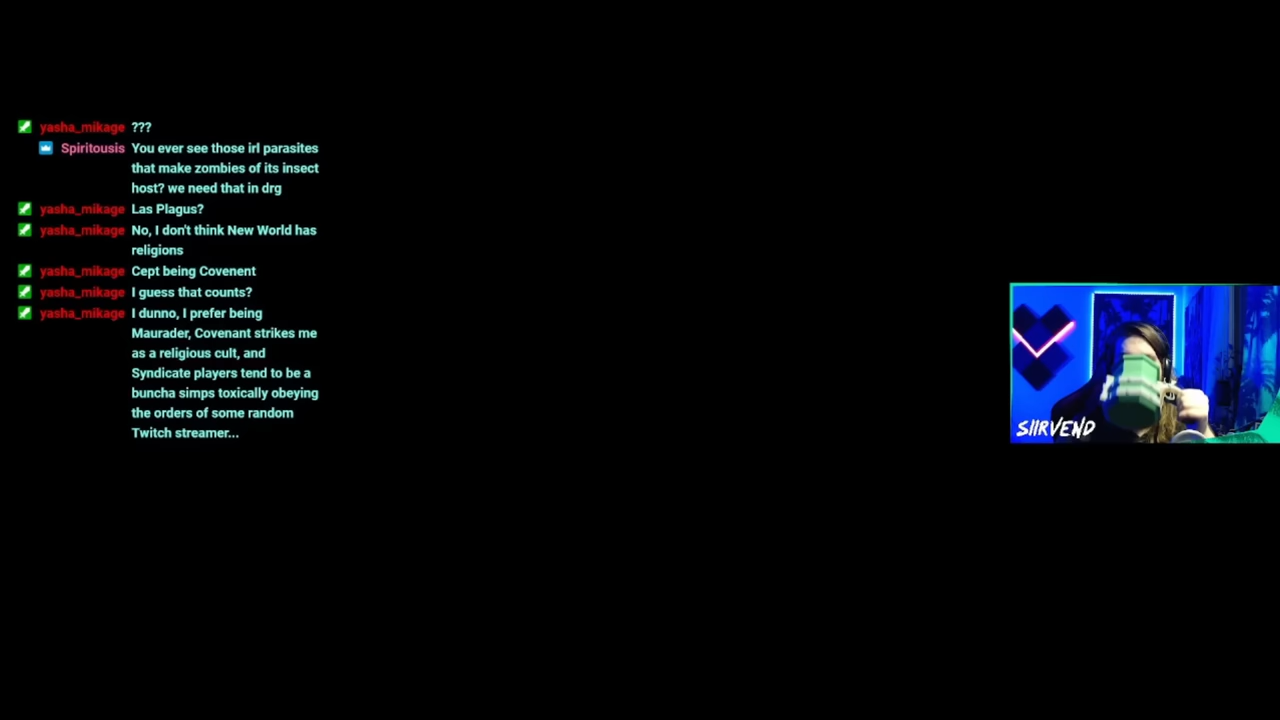 yasha_mikage ???
Spiritousis You ever see those irl parasites
that make zombies of its insect
host? we need that in drg
yasha_mikage Las Plagus?
yasha_mikage No, I don't think New World has
religions
yasha_mikage Cept being Covenent
yasha_mikage I guess that counts?
yasha_mikage I dunno, I prefer being
Maurader, Covenant strikes me
as a religious cult, and
Syndicate players tend to be a
buncha simps toxically obeying
the orders of some random
Twitch streamer...
SIIRVEND